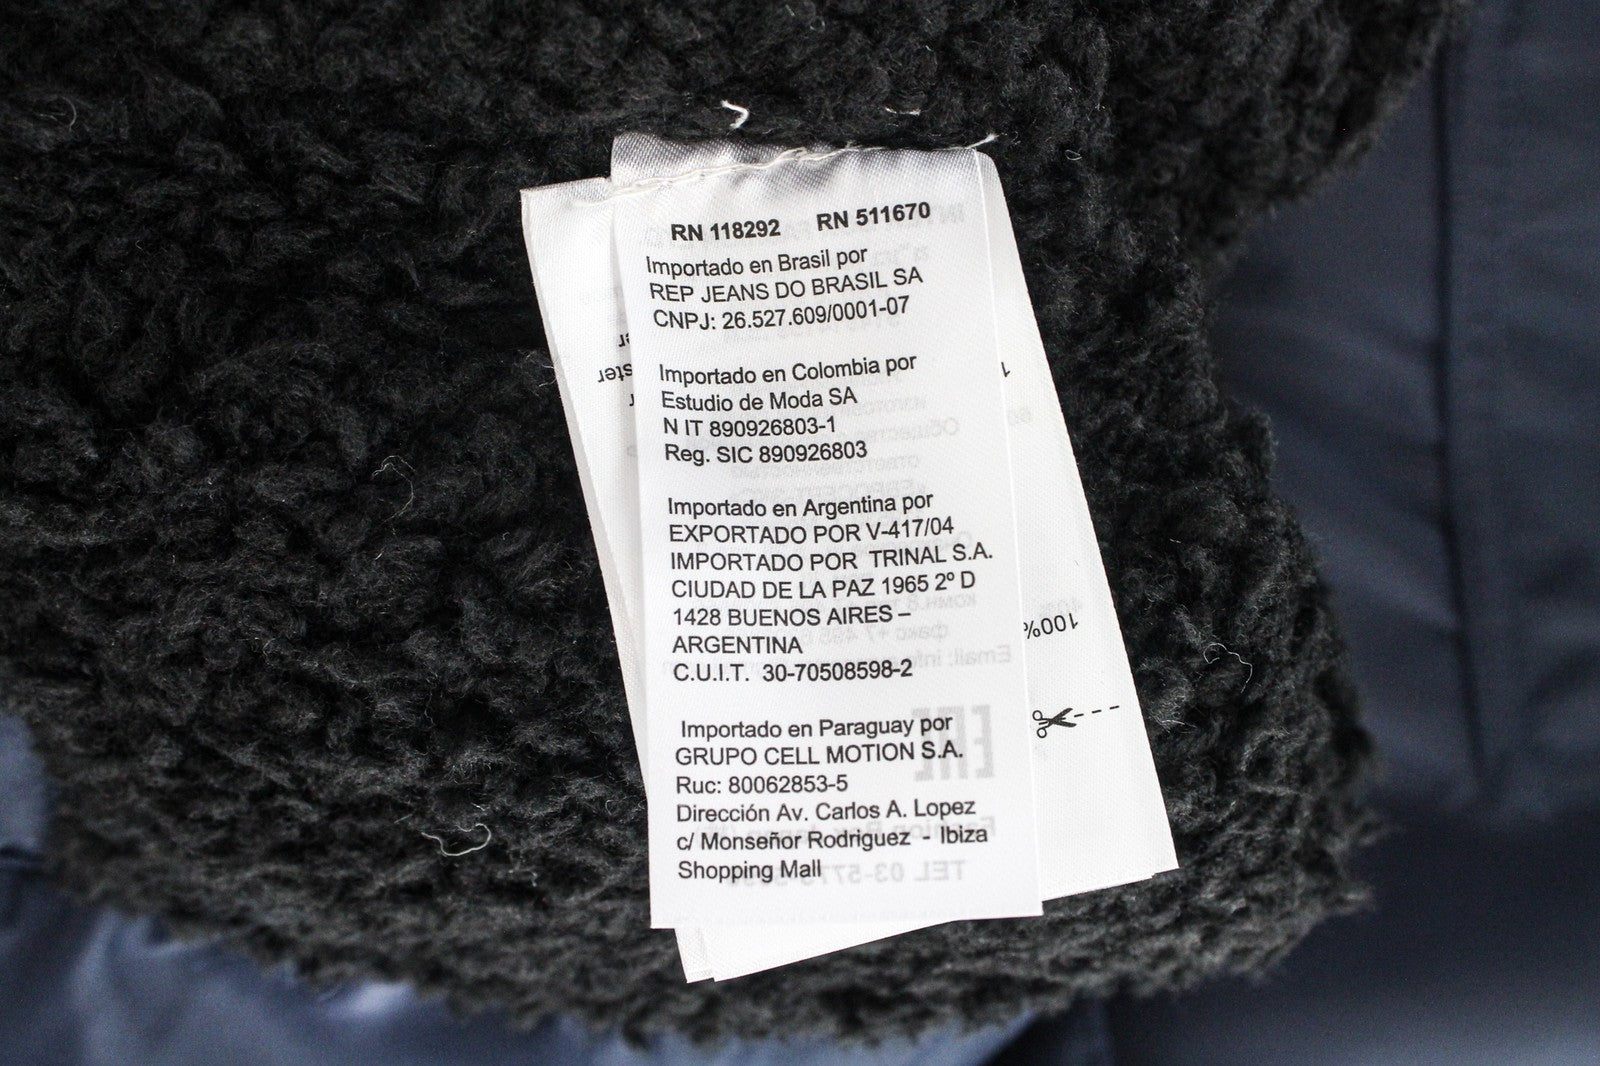 RN 118292 RN 511670
Importado en Brasil por
REP JEANS DO BRASIL SA
CNPJ: 26.527.609/0001-07
Importado en Colombia por
Estudio de Moda SA
N IT 890926803-1
Reg. SIC 890926803
Importado en Argentina por
EXPORTADO POR V-417/04
IMPORTADO POR TRINAL S.A.
CIUDAD DE LA PAZ 1965 2º D
1428 BUENOS AIRES –
ARGENTINA
C.U.I.T. 30-70508598-2
Importado en Paraguay por
GRUPO CELL MOTION S.A.
Ruc: 80062853-5
Dirección Av. Carlos A. Lopez
c/ Monseñor Rodriguez - Ibiza
Shopping Mall
100%